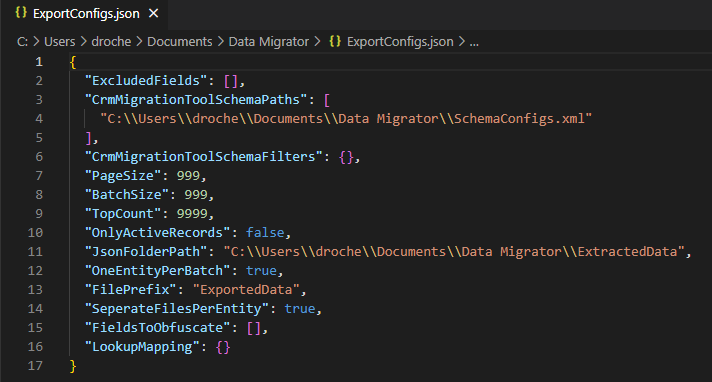 {} ExportConfigs.json ×
C: > Users > droche > Documents > Data Migrator > {} ExportConfigs.json > ...
1 {
2 "ExcludedFields": [],
3 "CrmMigrationToolSchemaPaths": [
4 "C:\\Users\\droche\\Documents\\Data Migrator\\SchemaConfigs.xml"
5 ],
6 "CrmMigrationToolSchemaFilters": {},
7 "PageSize": 999,
8 "BatchSize": 999,
9 "TopCount": 9999,
10 "OnlyActiveRecords": false,
11 "JsonFolderPath": "C:\\Users\\droche\\Documents\\Data Migrator\\ExtractedData",
12 "OneEntityPerBatch": true,
13 "FilePrefix": "ExportedData",
14 "SeperateFilesPerEntity": true,
15 "FieldsToObfuscate": [],
16 "LookupMapping": {}
17 }